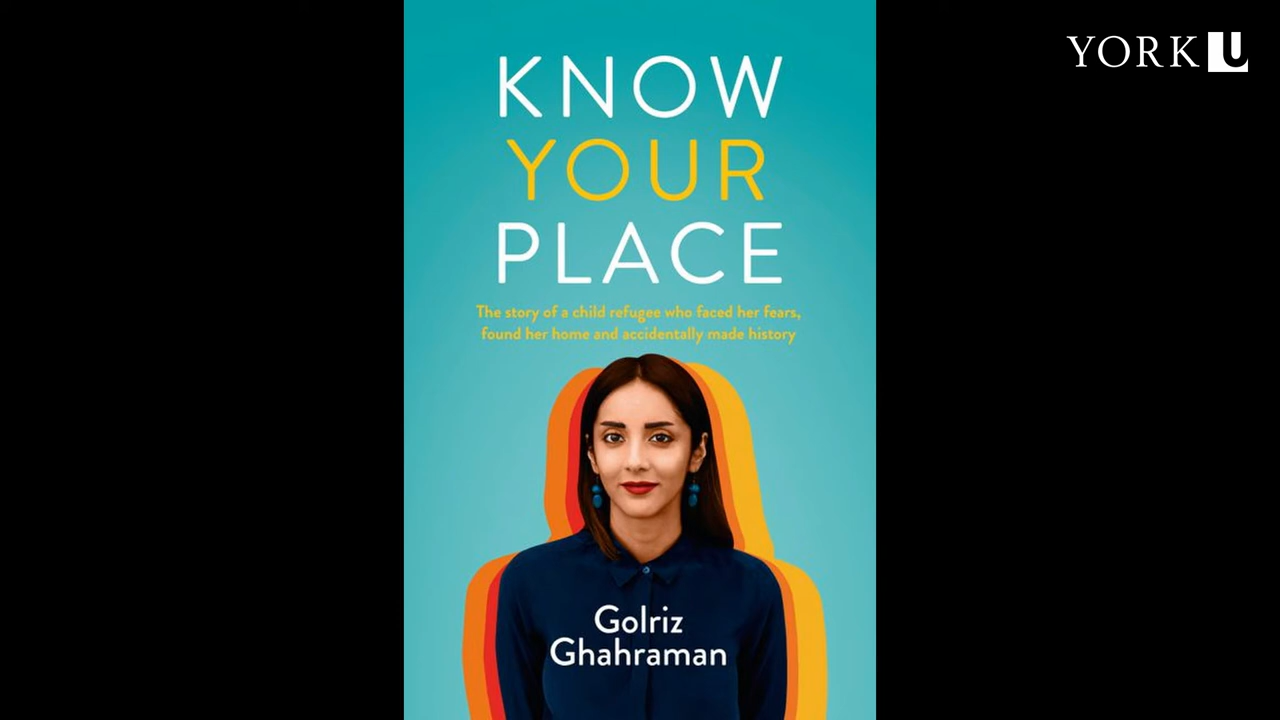 YORK U
KNOW
YOUR
PLACE
The story of a child refugee who faced her fears,
found her home and accidentally made history
Golriz
Ghahraman